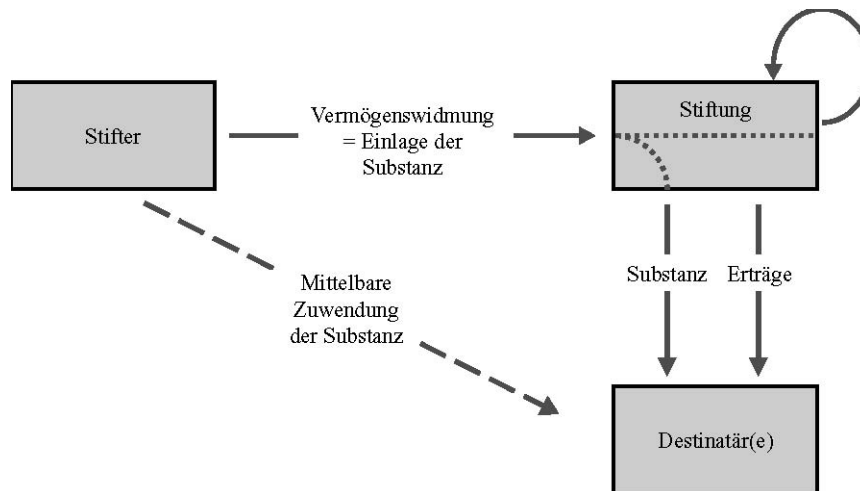 Stifter
Vermögenswidmung
= Einlage der
Substanz
Stiftung
Mittelbare
Zuwendung
der Substanz
Substanz
Erträge
Destinatär(e)